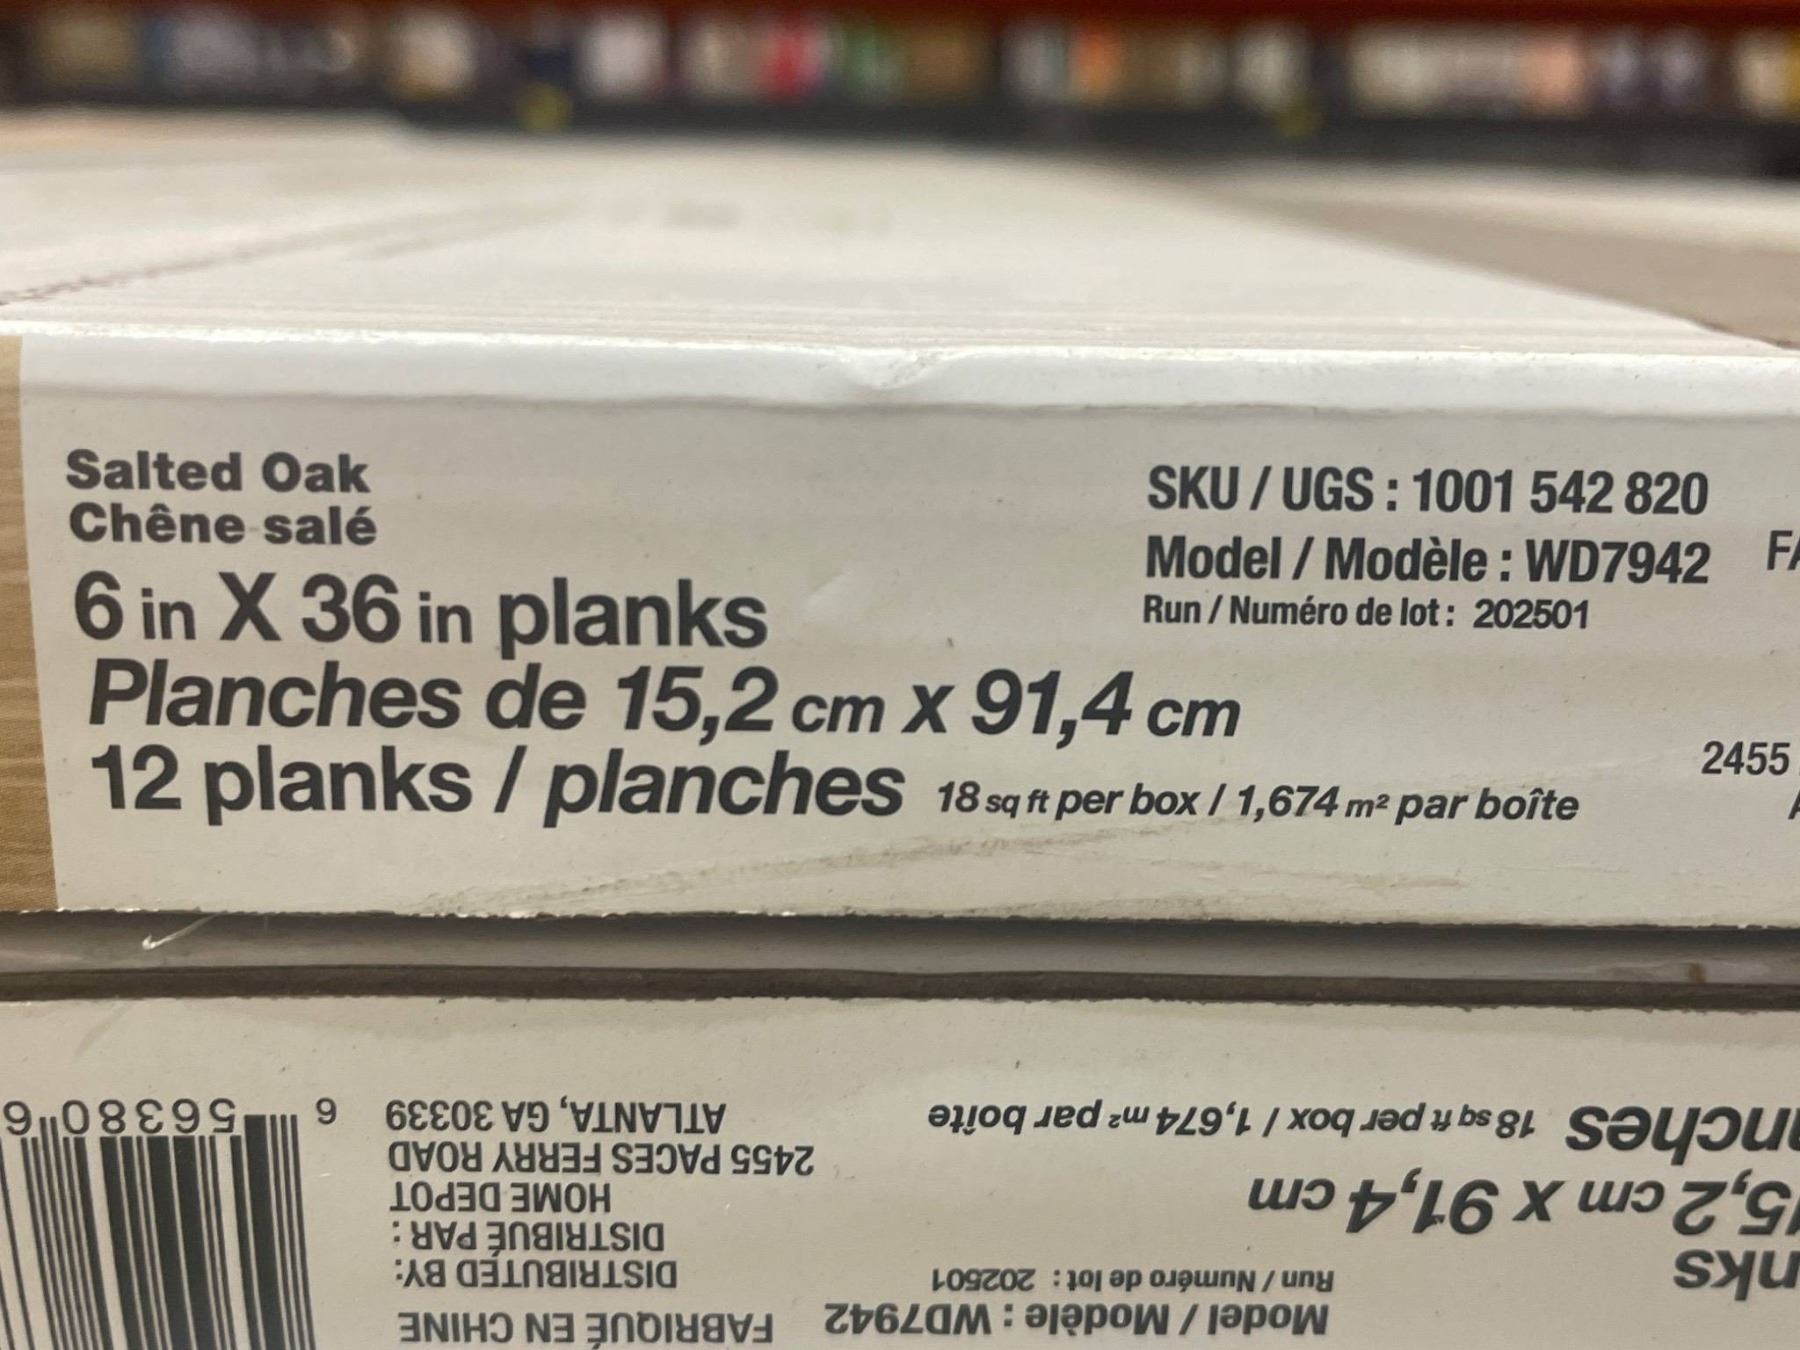 Salted Oak
Chêne salé
6 in X 36 in planks
Planches de 15,2 cm x 91,4 cm
12 planks / planches 18 sq ft per box / 1,674 m² par boîte
SKU / UGS : 1001 542 820
Model / Modèle : WD7942
Run / Numéro de lot : 202501
2455
Model / Modèle : WD7942
Run / Numéro de lot : 202501
5,2 cm x 91,4 cm
18 sq ft per box / 1,674 m² par boîte
FABRIQUÉ EN CHINE
DISTRIBUTED BY:
DISTRIBUÉ PAR :
HOME DEPOT
2455 PACES FERRY ROAD
ATLANTA, GA 30339
6 56380 6